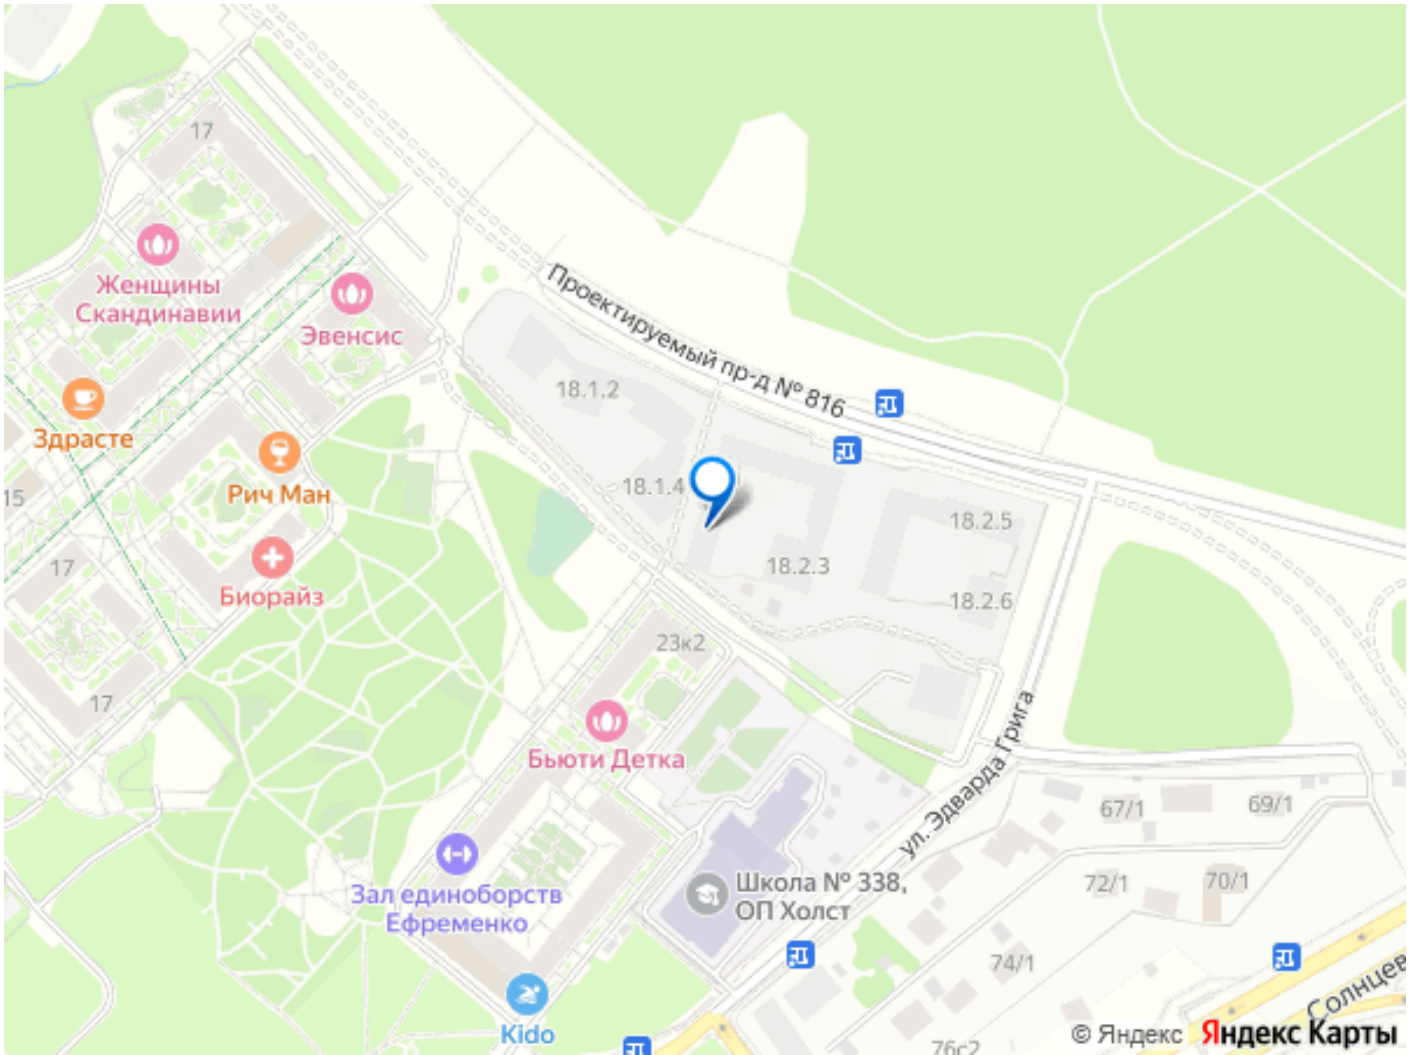 17
Женщины
Скандинавии
Эвенсис
Проектируемый пр-д № 816
18.1.2
Здрасте
Рич Ман
18.1.4
15
18.2.5
17
18.2.3
Биорайз
18.2.6
23к2
17
Бьюти Детка
ул. Эдварда Грига
67/1
69/1
Зал единоборств
Ефременко
Школа № 338,
ОП Холст
72/1
70/1
74/1
Солнцев
Kido
76с2
© Яндекс Яндекс Карты